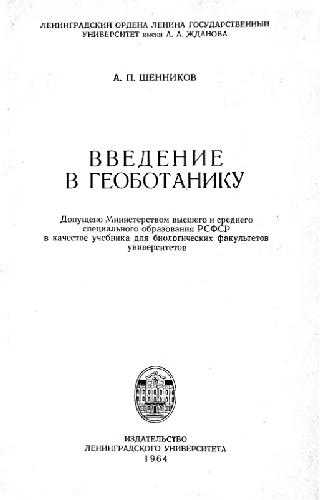 ЛЕНИНГРАДСКИЙ ОРДЕНА ЛЕНИНА ГОСУДАРСТВЕННЫЙ
УНИВЕРСИТЕТ имени А. А. ЖДАНОВА
А. П. ШЕННИКОВ
ВВЕДЕНИЕ
В ГЕОБОТАНИКУ
Допущено Министерством высшего и среднего
специального образования РСФСР
в качестве учебника для биологических факультетов
университетов
ИЗДАТЕЛЬСТВО
ЛЕНИНГРАДСКОГО УНИВЕРСИТЕТА
1964